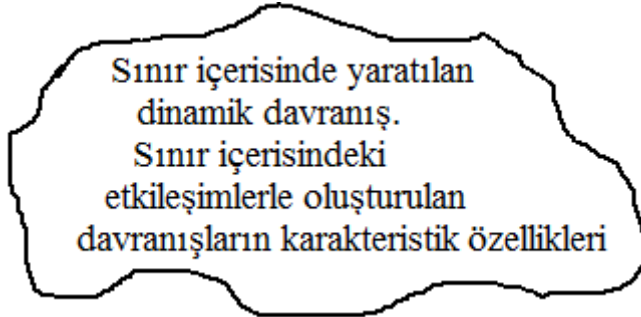 Sınır içerisinde yaratılan
dinamik davranış.
Sınır içerisindeki
etkileşimlerle oluşturulan
davranışların karakteristik özellikleri